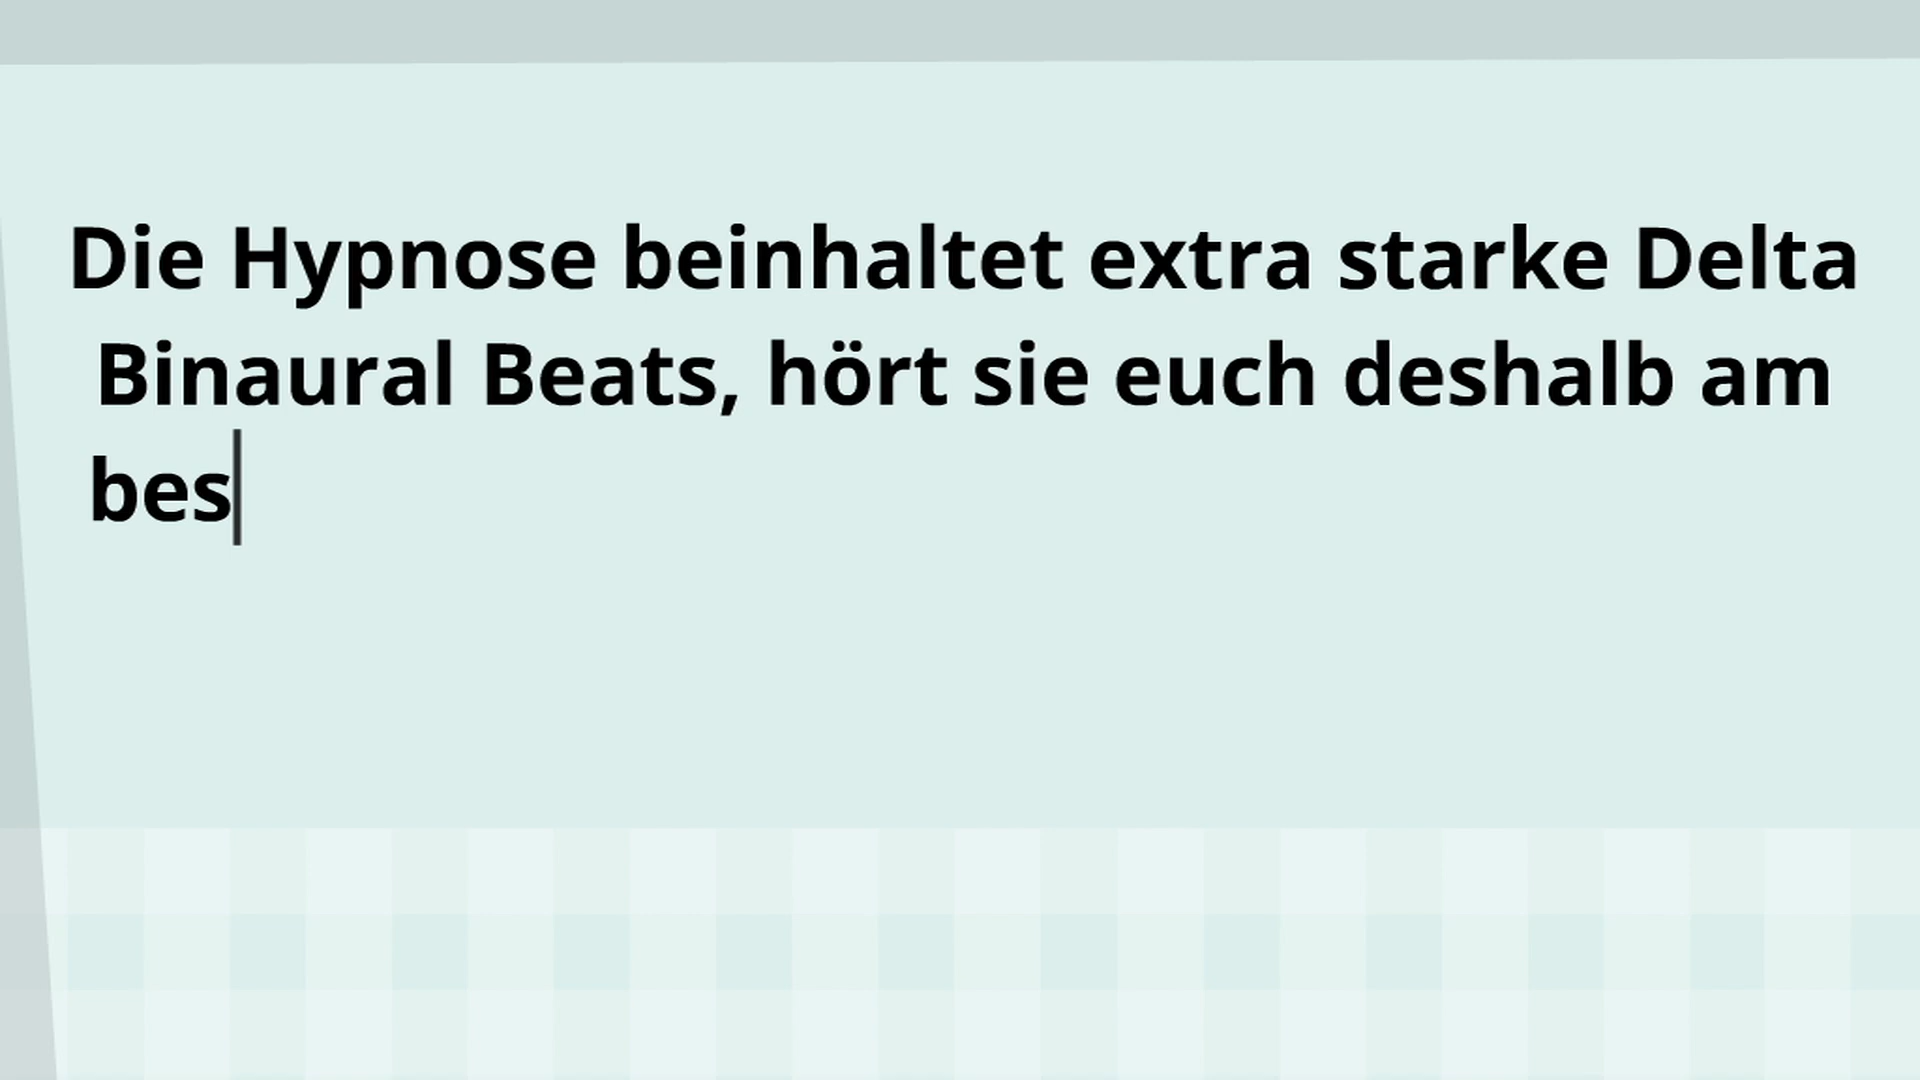 Die Hypnose beinhaltet extra starke Delta
Binaural Beats, hört sie euch deshalb am
bes